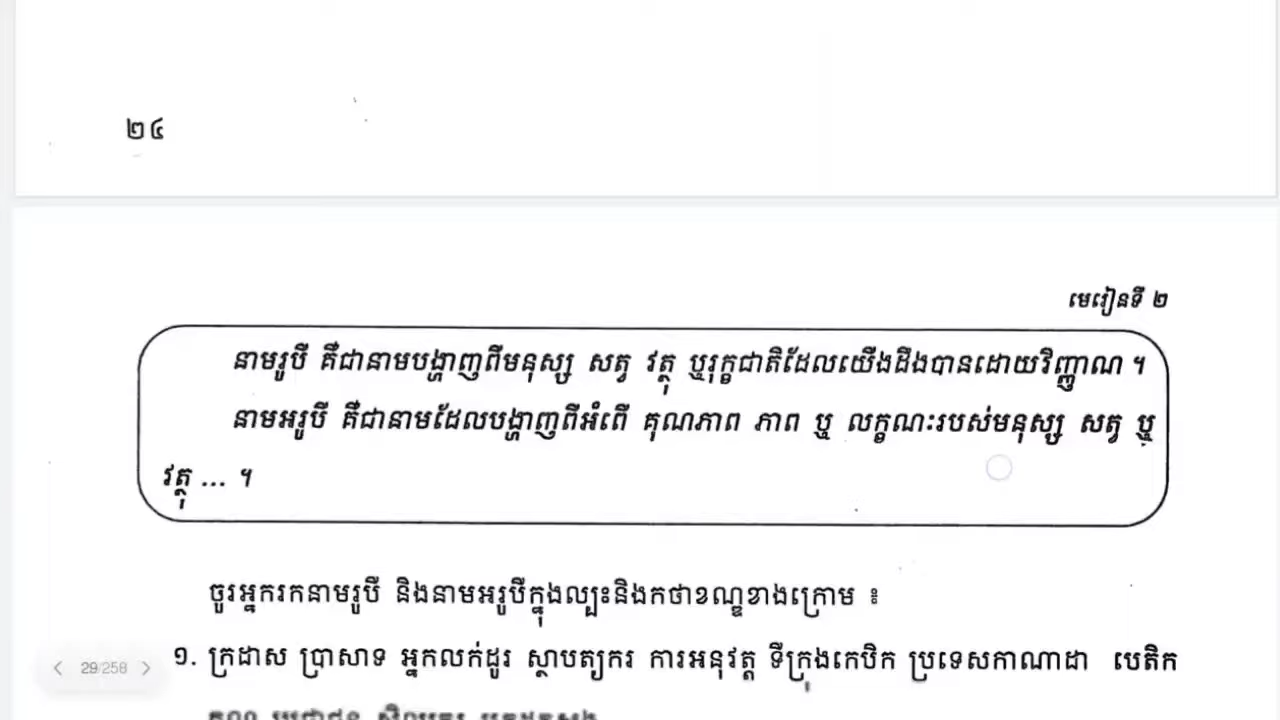 ២៤
មេរៀនទី ២
នាមរូបី គឺជានាមបង្ហាញពីមនុស្ស សត្វ វត្ថុ ឬរុក្ខជាតិដែលយើងដឹងបានដោយវិញ្ញាណ ។
នាមអរូបី គឺជានាមដែលបង្ហាញពីអំពើ គុណភាព ភាព ឬ លក្ខណៈរបស់មនុស្ស សត្វ ឬ
វត្ថុ ... ។
ចូរអ្នករកនាមរូបី និងនាមអរូបីក្នុងល្បះនិងកថាខណ្ឌខាងក្រោម ៖
១. ក្រដាស ប្រាសាទ អ្នកលក់ដូរ ស្ថាបត្យករ ការអនុវត្ត ទីក្រុងកេប៊ិក ប្រទេសកាណាដា បេតិក
29/258